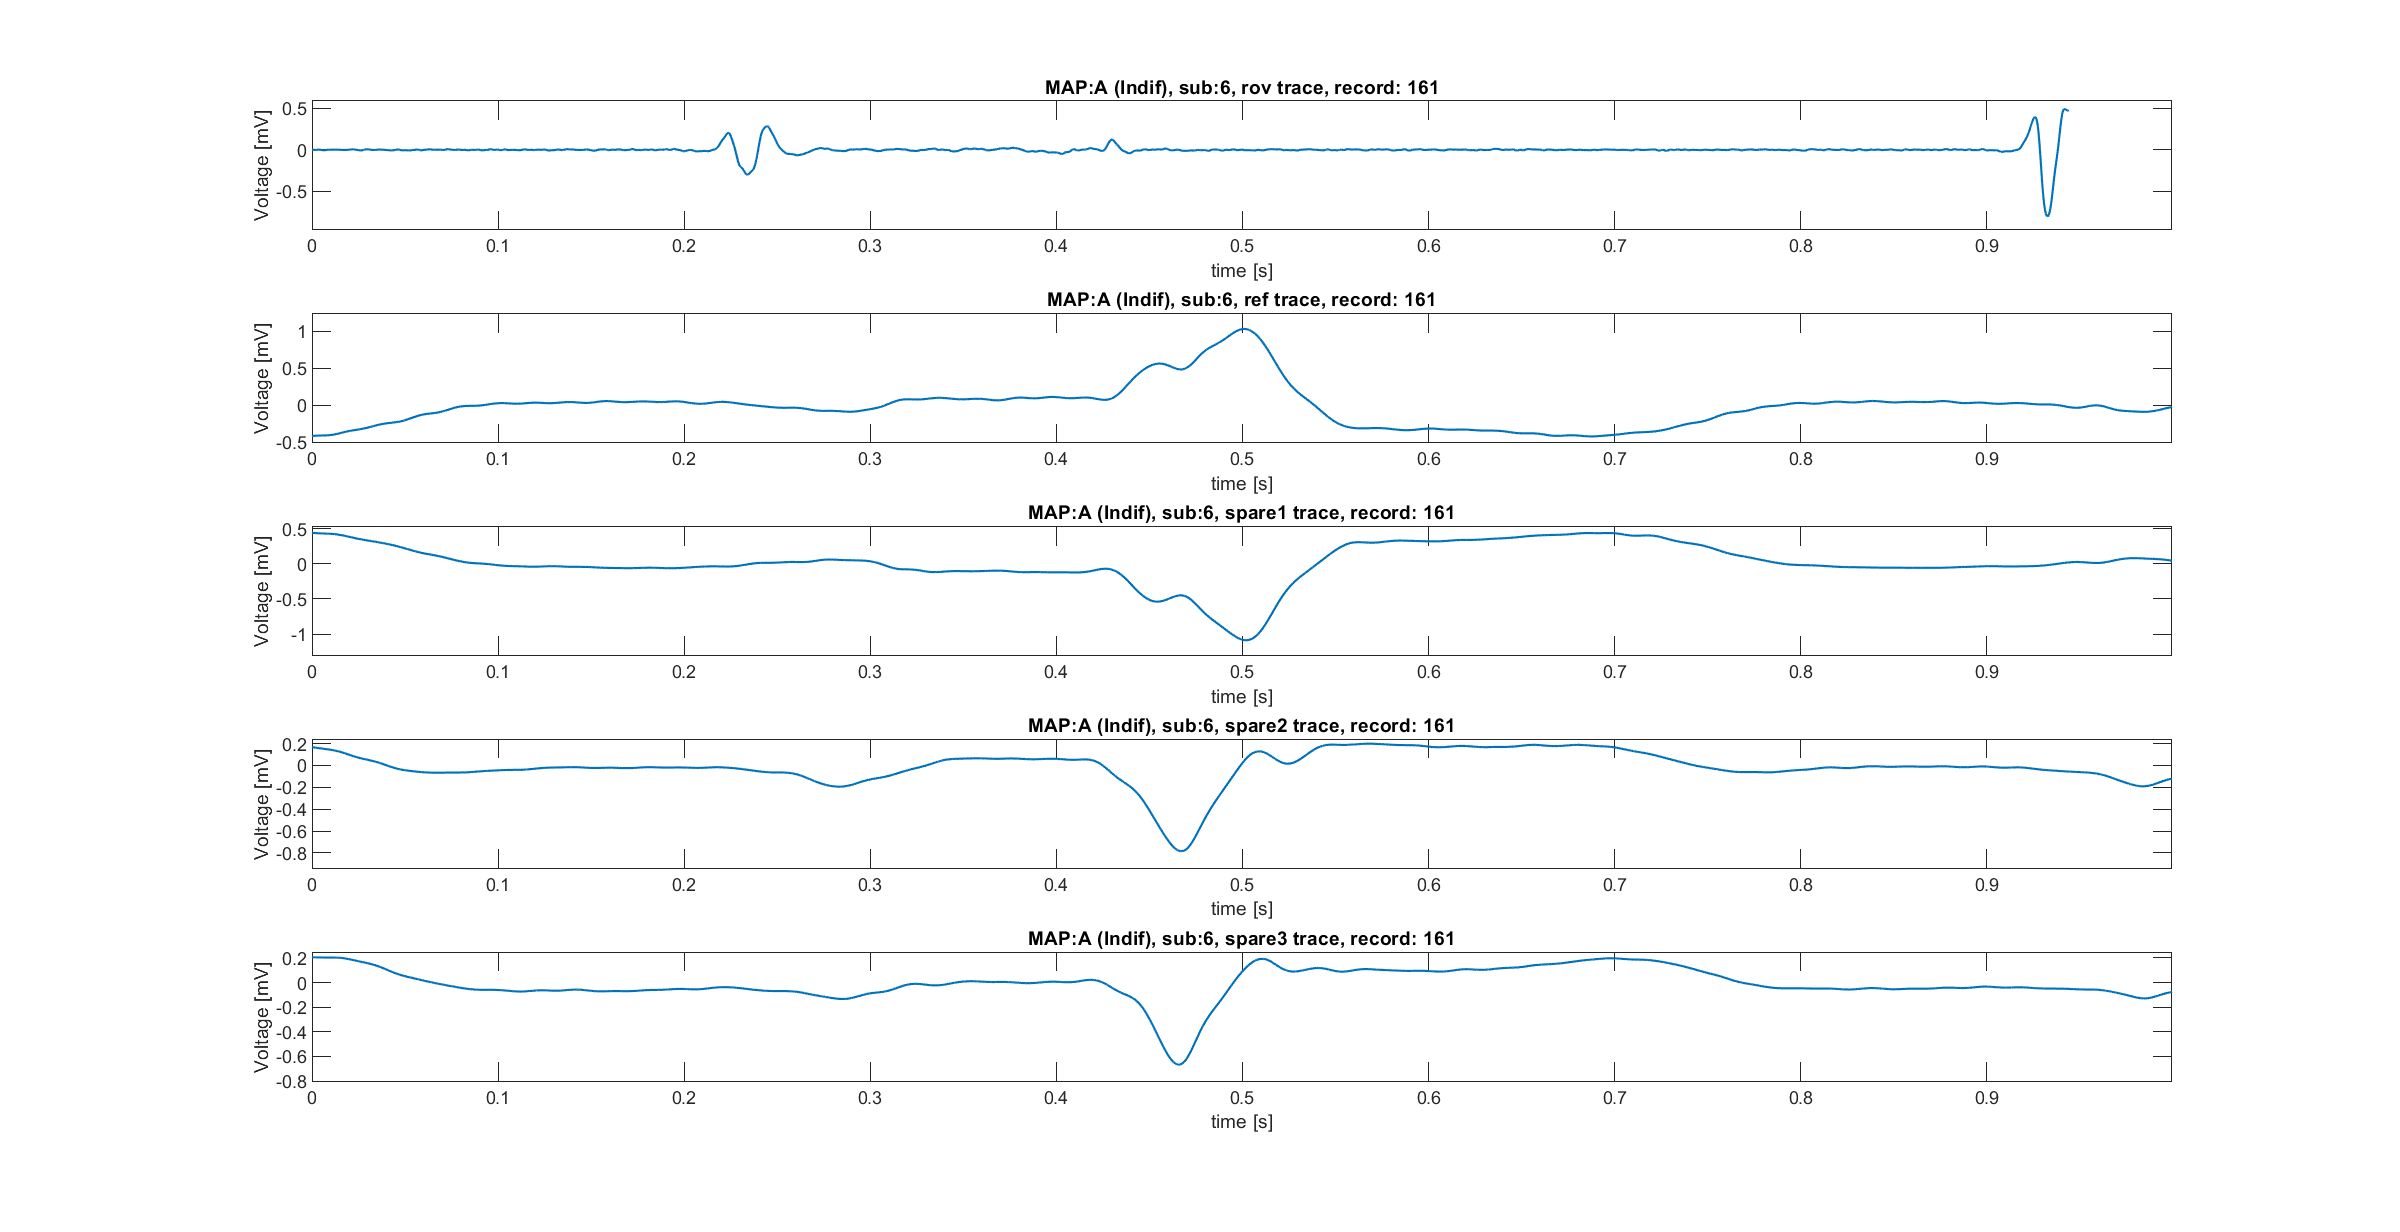 MAP:A (Indif), sub:6, rov trace, record: 161
Voltage [mV]
0.5
0
-0.5
0 0.1 0.2 0.3 0.4 0.5 0.6 0.7 0.8 0.9
time [s]
MAP:A (Indif), sub:6, ref trace, record: 161
Voltage [mV]
1
0.5
0
-0.5
0 0.1 0.2 0.3 0.4 0.5 0.6 0.7 0.8 0.9
time [s]
MAP:A (Indif), sub:6, spare1 trace, record: 161
Voltage [mV]
0.5
0
-0.5
-1
0 0.1 0.2 0.3 0.4 0.5 0.6 0.7 0.8 0.9
time [s]
MAP:A (Indif), sub:6, spare2 trace, record: 161
Voltage [mV]
0.2
0
-0.2
-0.4
-0.6
-0.8
0 0.1 0.2 0.3 0.4 0.5 0.6 0.7 0.8 0.9
time [s]
MAP:A (Indif), sub:6, spare3 trace, record: 161
Voltage [mV]
0.2
0
-0.2
-0.4
-0.6
-0.8
0 0.1 0.2 0.3 0.4 0.5 0.6 0.7 0.8 0.9
time [s]